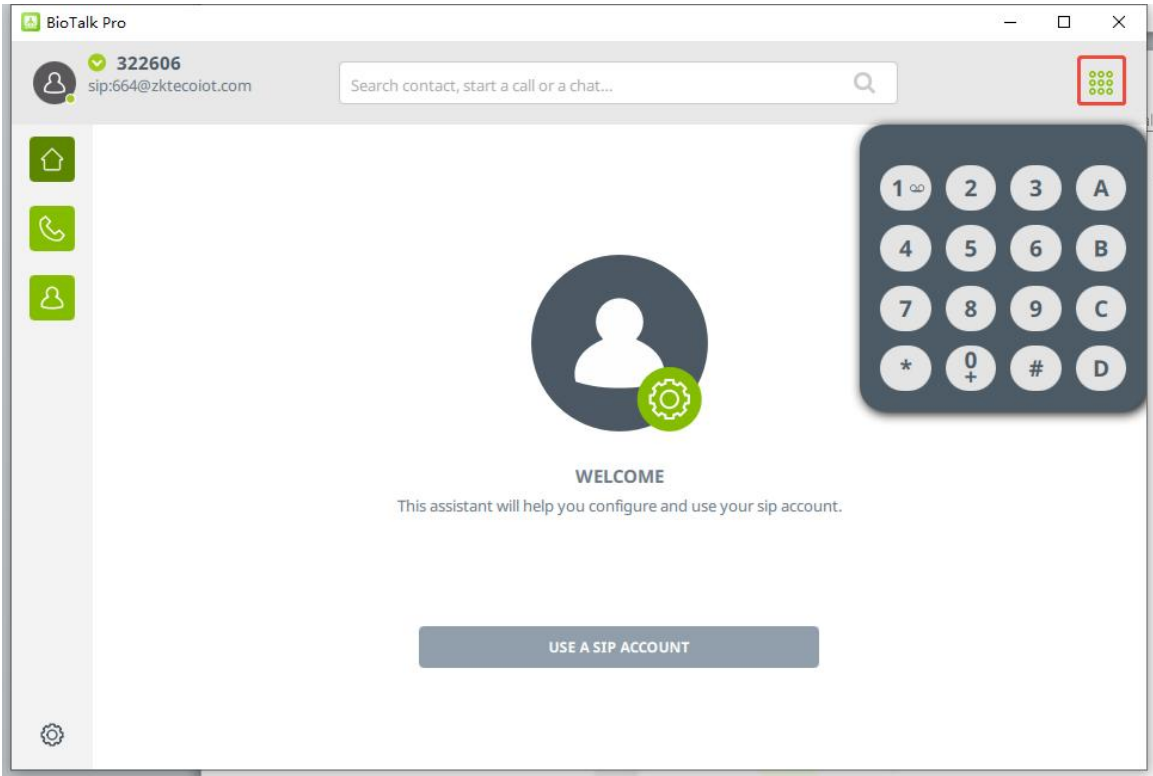 BioTalk Pro
322606
sip:664@zktecoiot.com
Search contact, start a call or a chat...
1 2 3 A
4 5 6 B
7 8 9 C
* 0 # D
+
WELCOME
This assistant will help you configure and use your sip account.
USE A SIP ACCOUNT